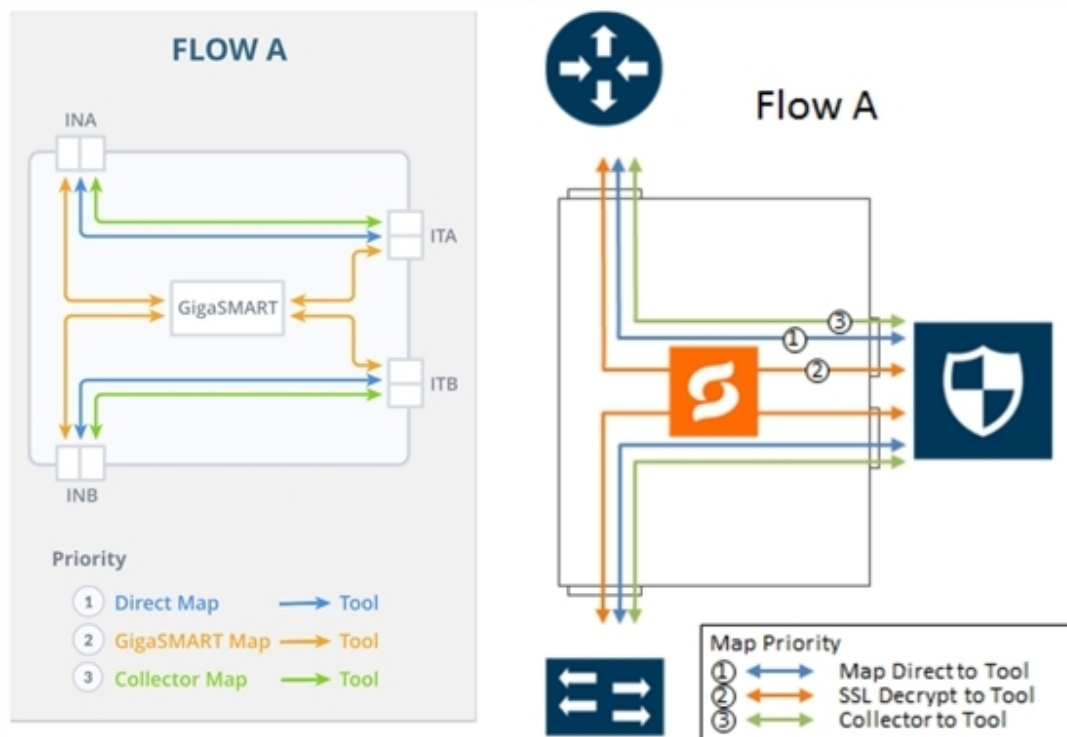 FLOW A
INA
ITA
GigaSMART
ITB
INB
Priority
1 Direct Map Tool
2 GigaSMART Map Tool
3 Collector Map Tool
Flow A
3
1
2
Map Priority
1 Map Direct to Tool
2 SSL Decrypt to Tool
3 Collector to Tool